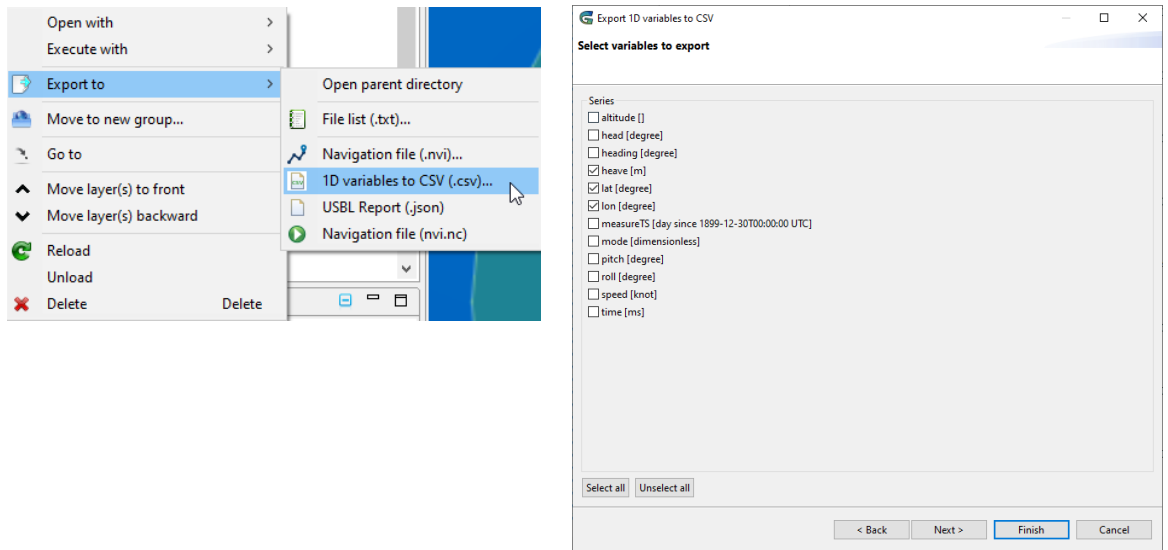 Open with
Execute with
Export to
Move to new group...
Go to
Move layer(s) to front
Move layer(s) backward
Reload
Unload
Delete Delete
Open parent directory
File list (.txt)...
Navigation file (.nvi)...
1D variables to CSV (.csv)...
USBL Report (.json)
Navigation file (nvi.nc)
Export 1D variables to CSV
Select variables to export
Series
altitude []
head [degree]
heading [degree]
heave [m]
lat [degree]
lon [degree]
measureTS [day since 1899-12-30T00:00:00 UTC]
mode [dimensionless]
pitch [degree]
roll [degree]
speed [knot]
time [ms]
Select all Unselect all
< Back Next > Finish Cancel